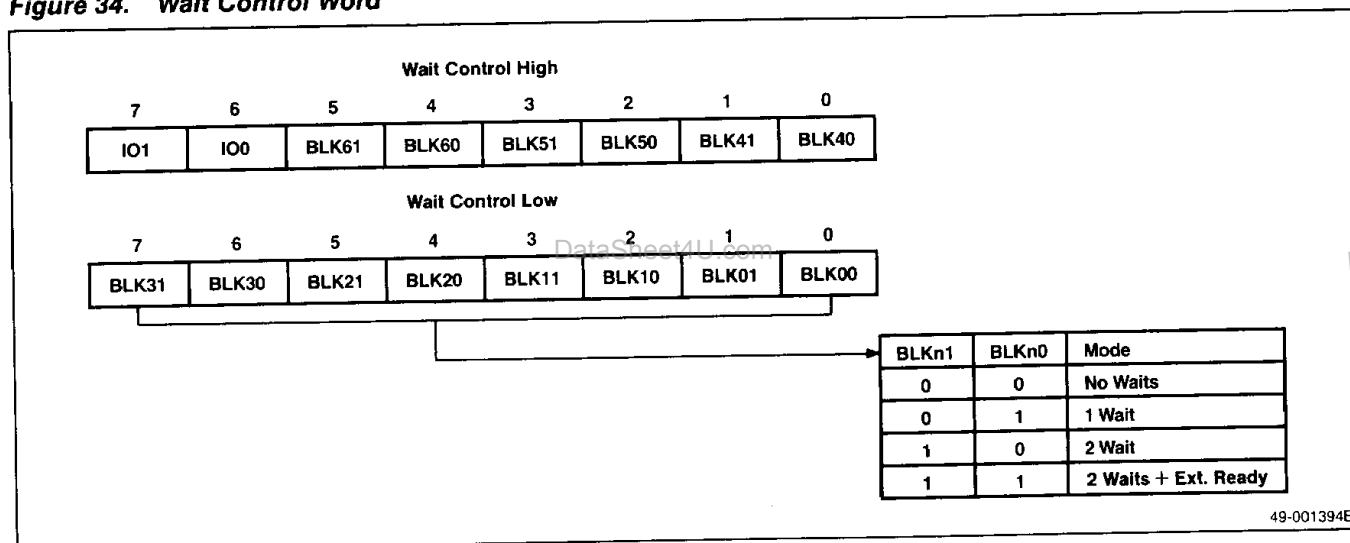 Figure 34. Wait Control Word
Wait Control High
7 6 5 4 3 2 1 0
IO1 IO0 BLK61 BLK60 BLK51 BLK50 BLK41 BLK40
Wait Control Low
7 6 5 4 3 2 1 0
DataSheet4U.com
BLK31 BLK30 BLK21 BLK20 BLK11 BLK10 BLK01 BLK00
BLKn1 BLKn0 Mode
0 0 No Waits
0 1 1 Wait
1 0 2 Wait
1 1 2 Waits + Ext. Ready
49-001394B